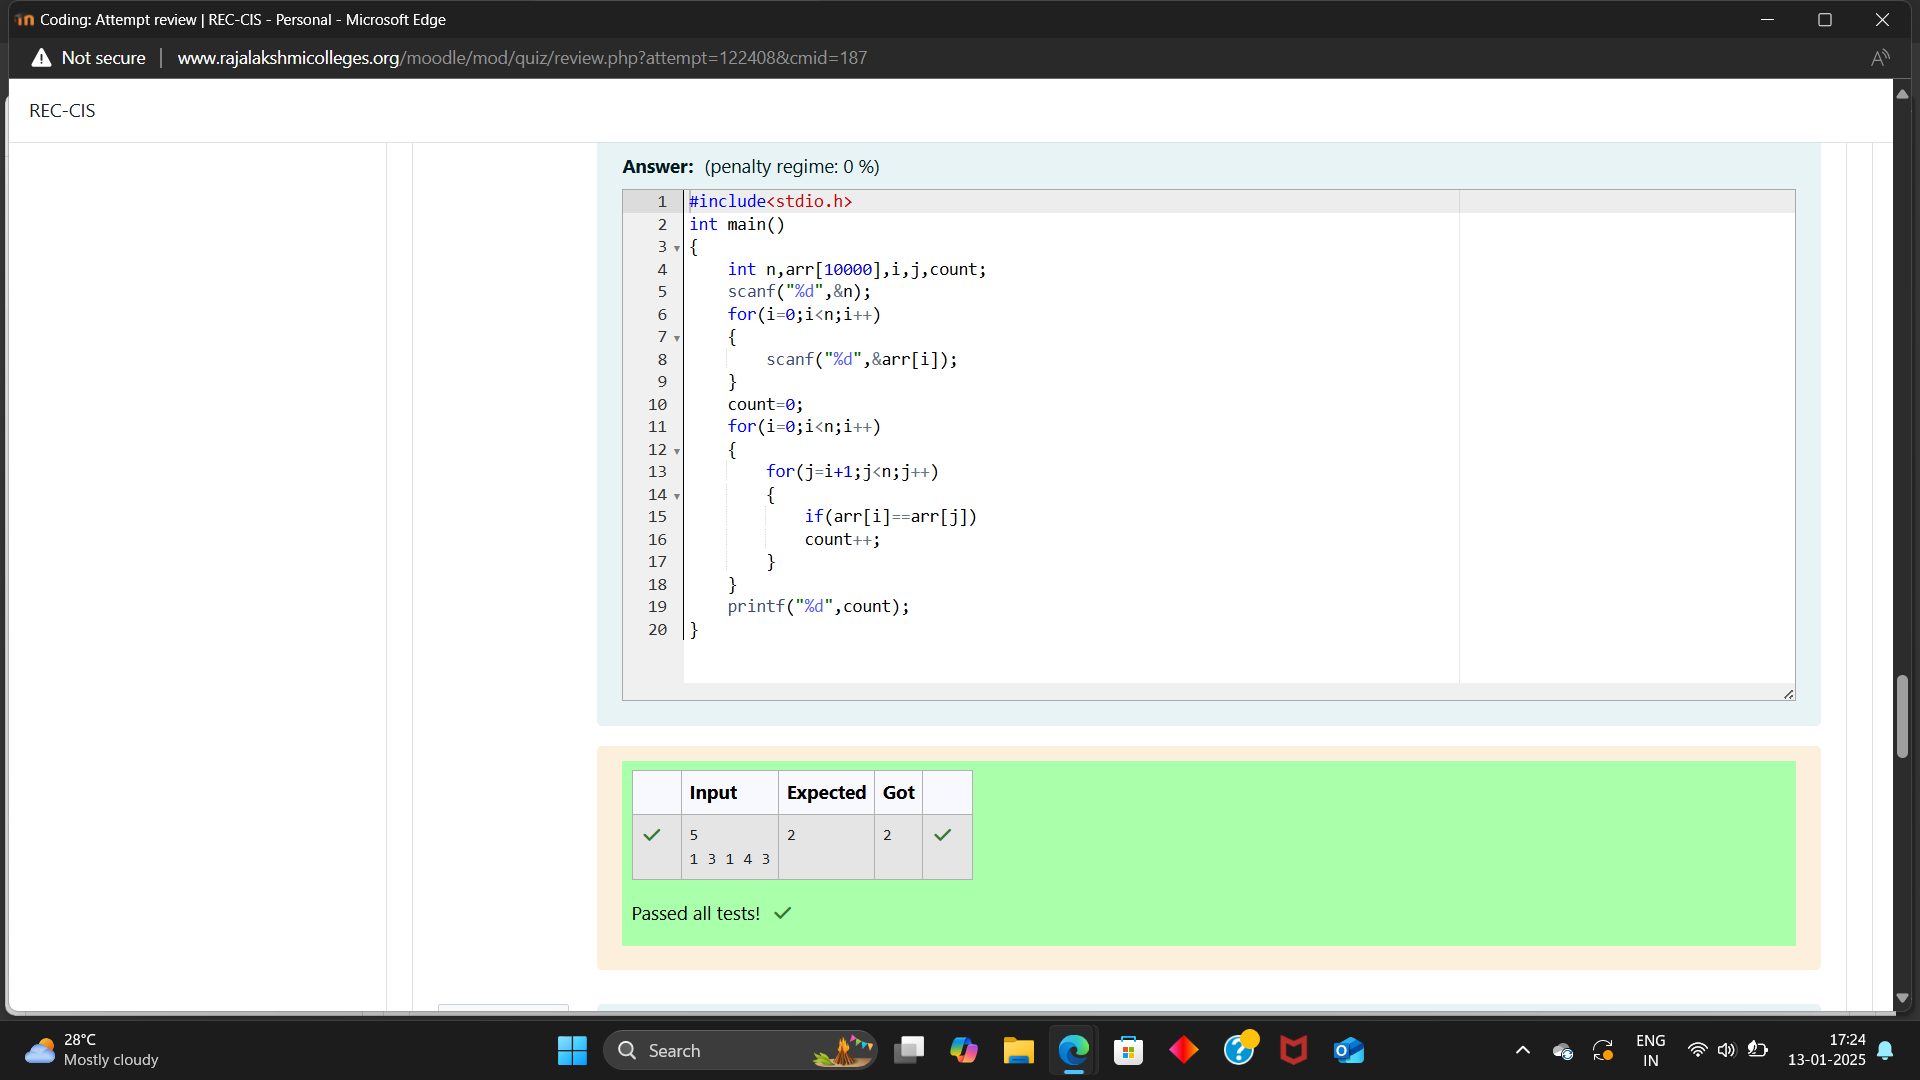 Coding: Attempt review | REC-CIS - Personal - Microsoft Edge
Not secure | www.rajalakshmicolleges.org/moodle/mod/quiz/review.php?attempt=122408&cmid=187
REC-CIS
Answer: (penalty regime: 0 %)
1 #include<stdio.h>
2 int main()
3 {
4     int n,arr[10000],i,j,count;
5     scanf("%d",&n);
6     for(i=0;i<n;i++)
7     {
8         scanf("%d",&arr[i]);
9     }
10     count=0;
11     for(i=0;i<n;i++)
12     {
13         for(j=i+1;j<n;j++)
14         {
15             if(arr[i]==arr[j])
16             count++;
17         }
18     }
19     printf("%d",count);
20 }
Input Expected Got
5 2 2
1 3 1 4 3
Passed all tests!
28°C
Mostly cloudy
Search
ENG
IN
17:24
13-01-2025